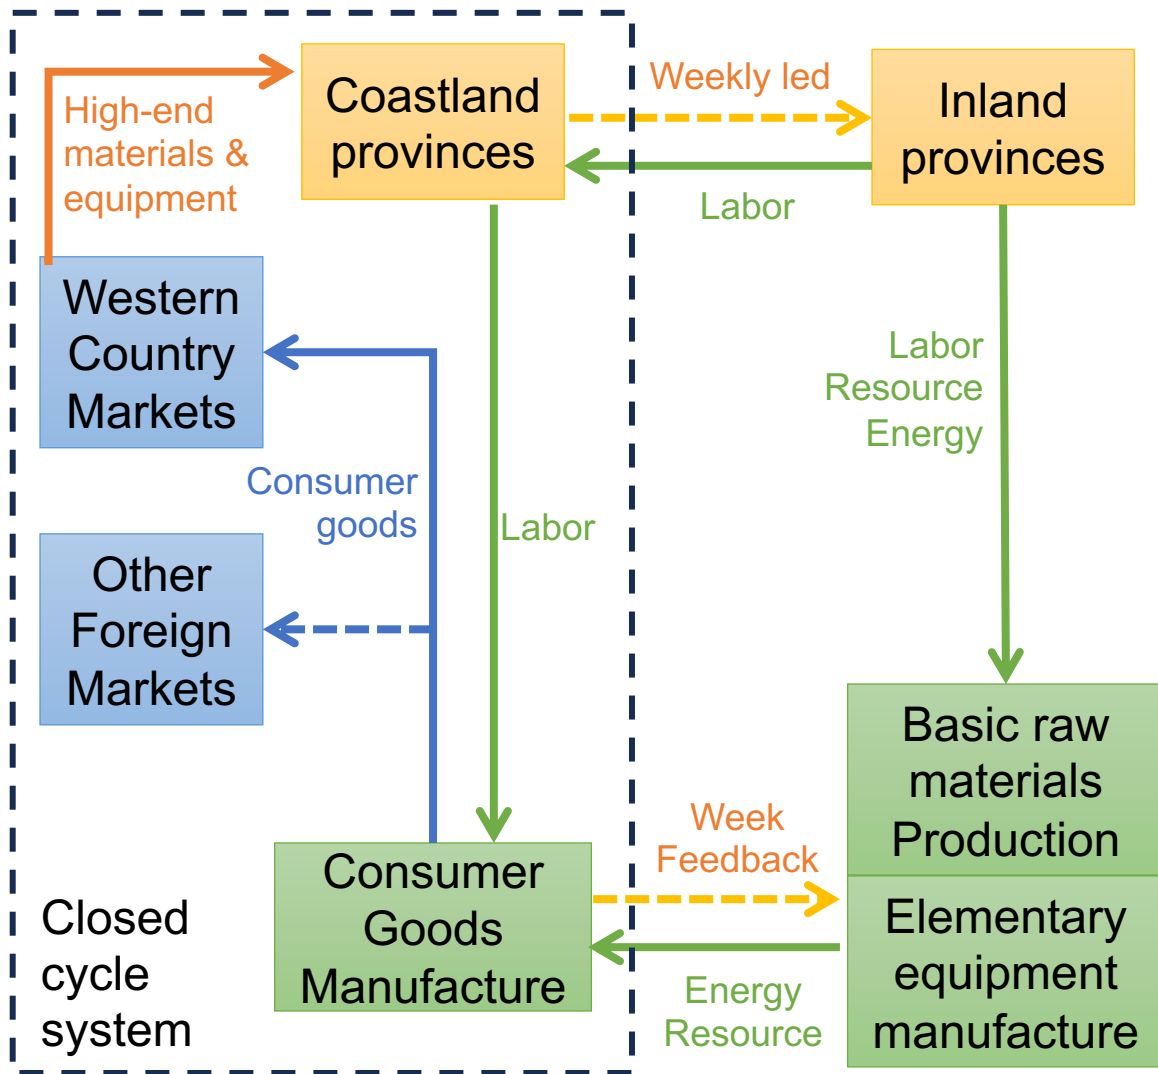 Coastland
provinces
Weekly led
Inland
provinces
High-end
materials &
equipment
Labor
Western
Country
Markets
Labor
Resource
Energy
Consumer
goods
Labor
Other
Foreign
Markets
Basic raw
materials
Production
Week
Feedback
Consumer
Goods
Manufacture
Elementary
equipment
manufacture
Closed
cycle
system
Energy
Resource